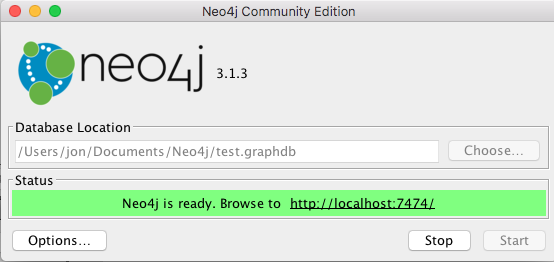 Neo4j Community Edition
neo4j 3.1.3
Database Location
/Users/jon/Documents/Neo4j/test.graphdb Choose...
Status
Neo4j is ready. Browse to http://localhost:7474/
Options... Stop Start